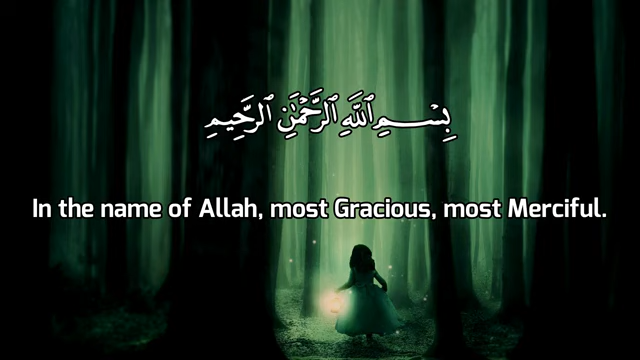 بِسْمِ ٱللَّهِ ٱلرَّحْمَٰنِ ٱلرَّحِيمِ
In the name of Allah, most Gracious, most Merciful.